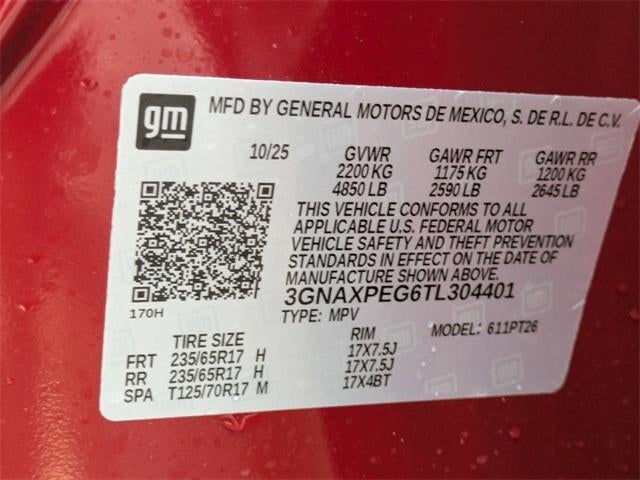 gm
MFD BY GENERAL MOTORS DE MEXICO, S. DE R.L. DE C.V.
10/25 GVWR GAWR FRT GAWR RR
2200 KG 1175 KG 1200 KG
4850 LB 2590 LB 2645 LB
THIS VEHICLE CONFORMS TO ALL
APPLICABLE U.S. FEDERAL MOTOR
VEHICLE SAFETY AND THEFT PREVENTION
STANDARDS IN EFFECT ON THE DATE OF
MANUFACTURE SHOWN ABOVE.
3GNAXPEG6TL304401
170H
TYPE: MPV MODEL: 611PT26
TIRE SIZE RIM
FRT 235/65R17 H 17X7.5J
RR 235/65R17 H 17X7.5J
SPA T125/70R17 M 17X4BT